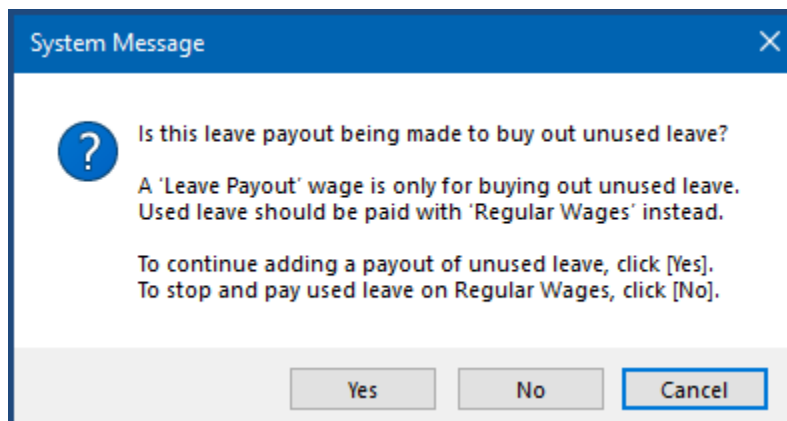 System Message
?
Is this leave payout being made to buy out unused leave?
A 'Leave Payout' wage is only for buying out unused leave.
Used leave should be paid with 'Regular Wages' instead.
To continue adding a payout of unused leave, click [Yes].
To stop and pay used leave on Regular Wages, click [No].
Yes
No
Cancel